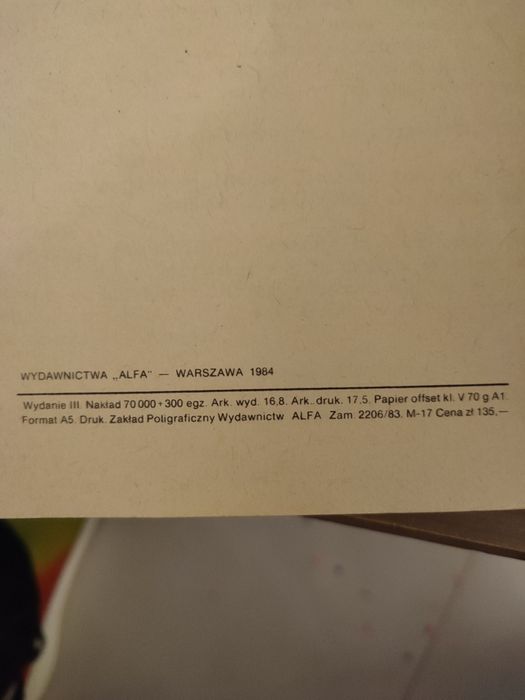 WYDAWNICTWA „ALFA" — WARSZAWA 1984
Wydanie III. Nakład 70 000 + 300 egz. Ark. wyd. 16,8. Ark. druk. 17,5. Papier offset kl. V 70 g A1.
Format A5. Druk. Zakład Poligraficzny Wydawnictw ALFA Zam. 2206/83. M-17 Cena zł 135,—